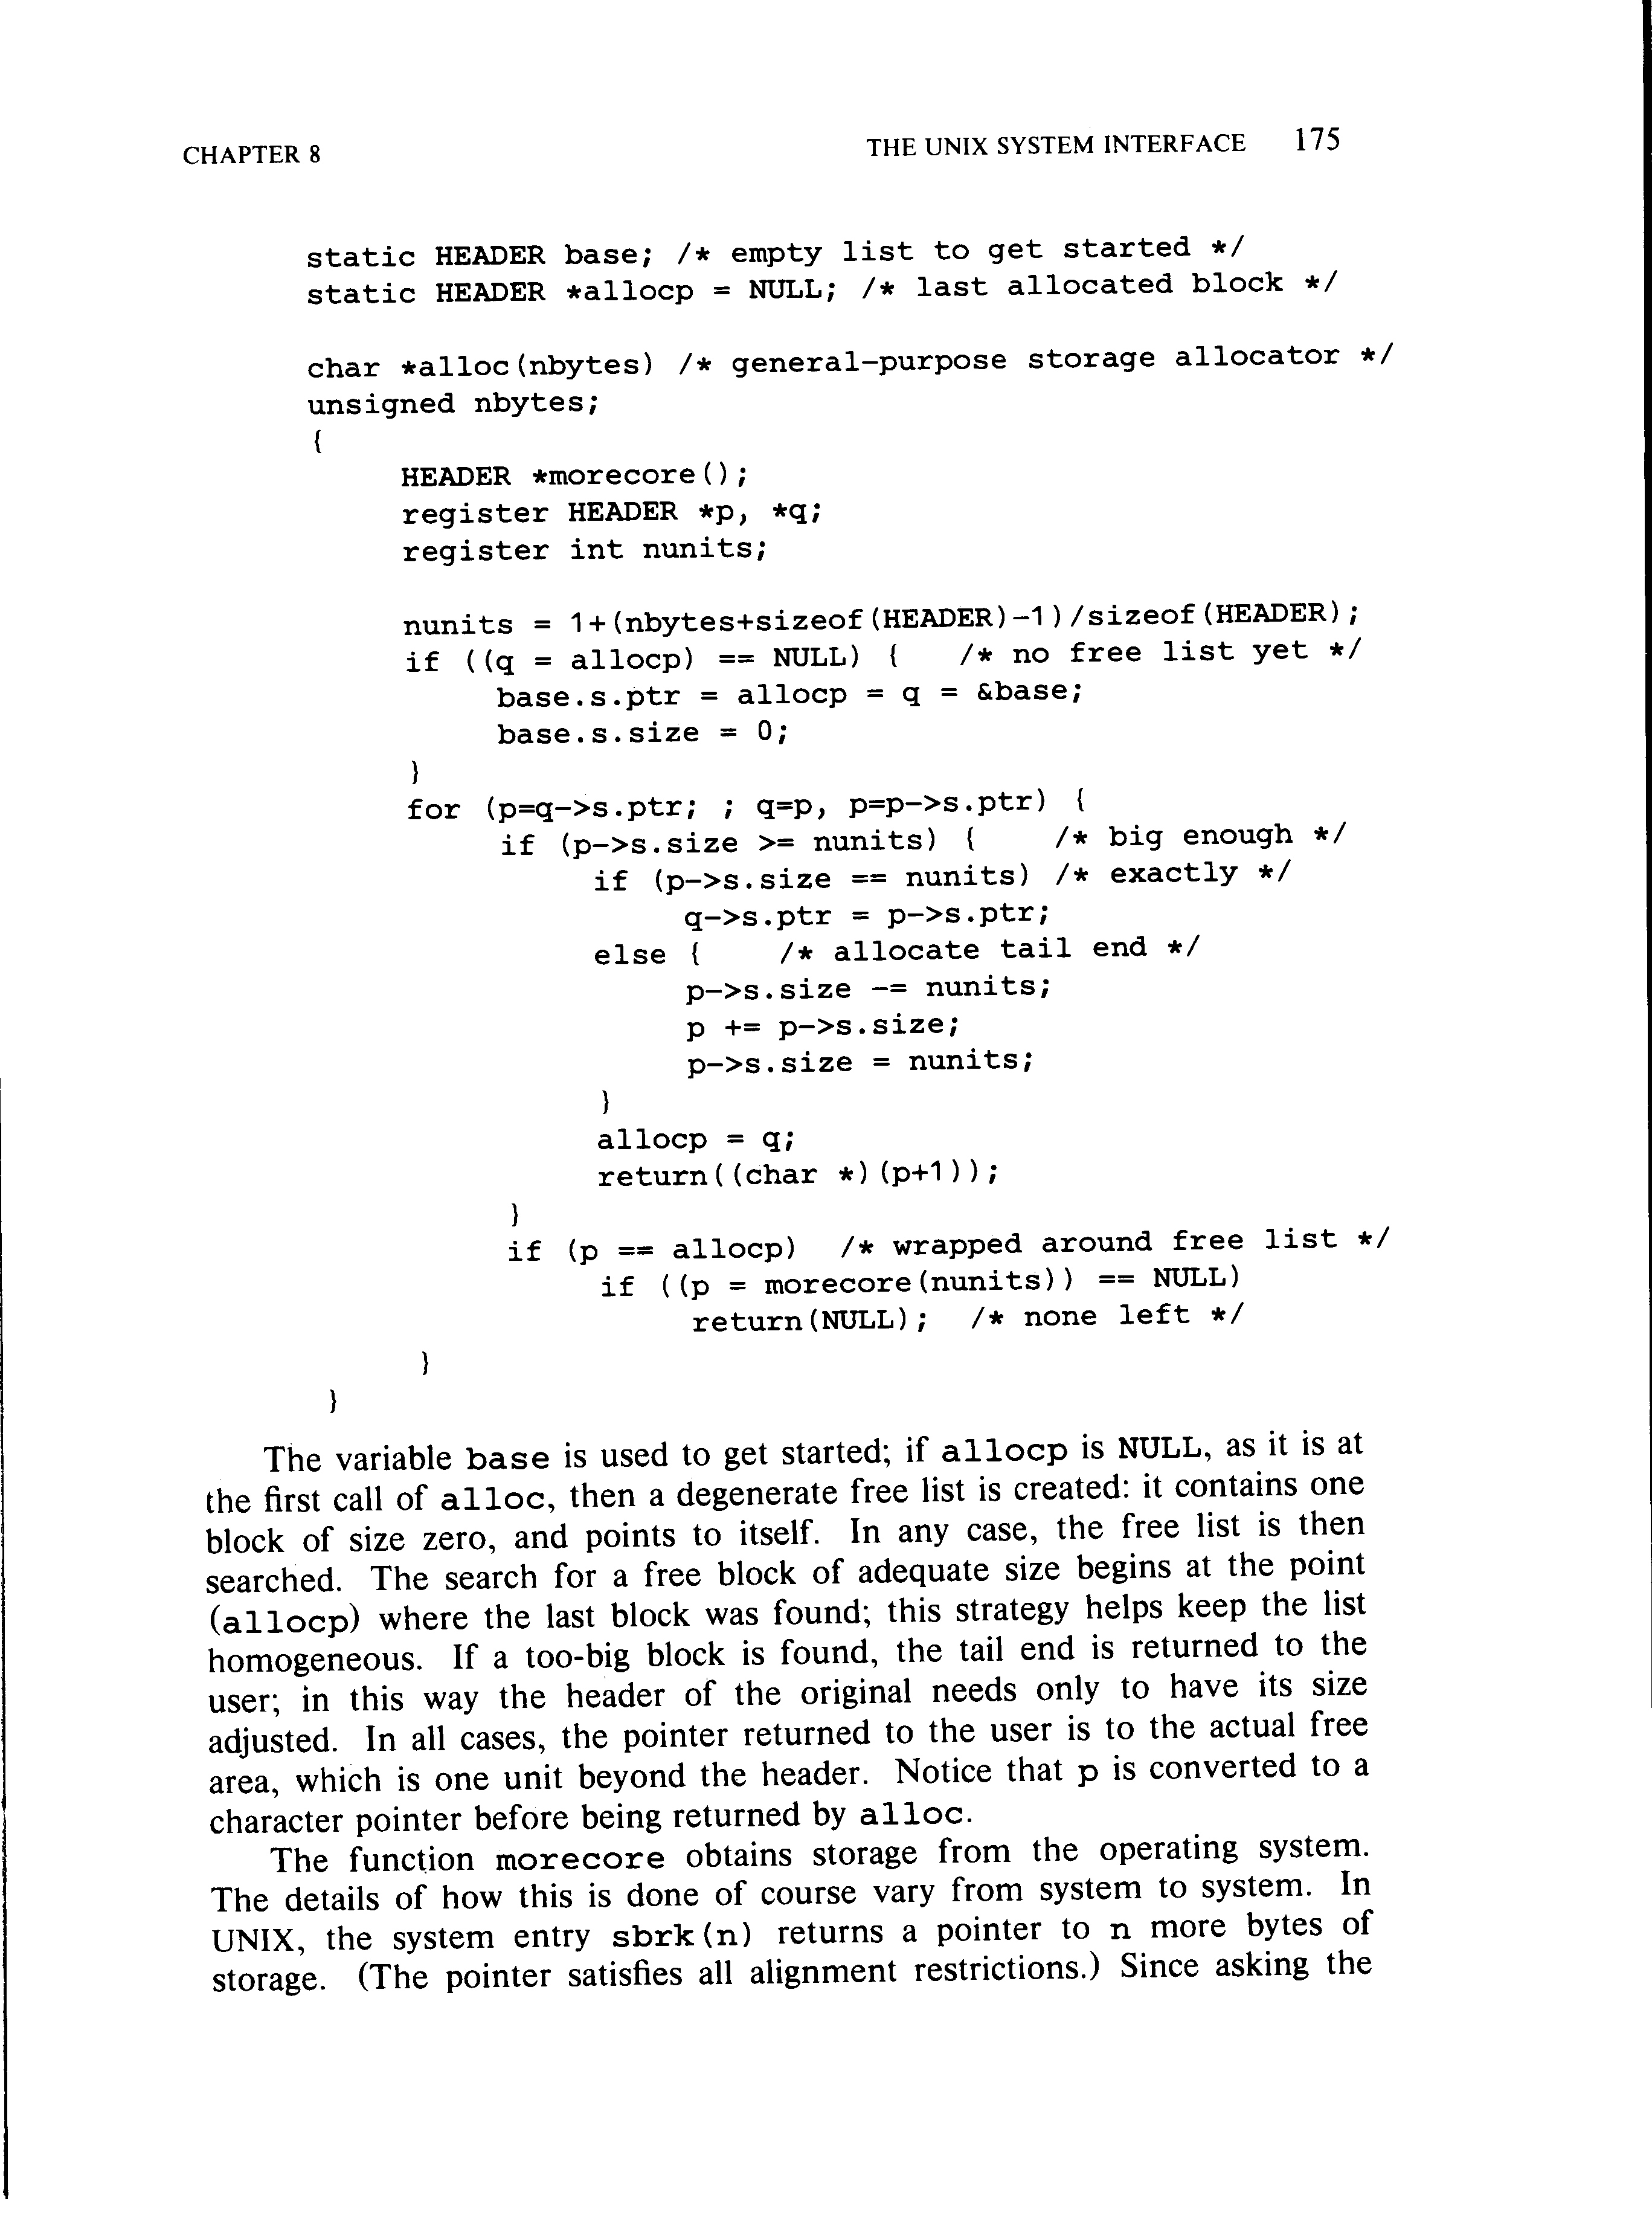 CHAPTER 8 THE UNIX SYSTEM INTERFACE 175
static HEADER base; /* empty list to get started */
static HEADER *allocp = NULL; /* last allocated block */
char *alloc(nbytes) /* general-purpose storage allocator */
unsigned nbytes;
{
HEADER *morecore();
register HEADER *p, *q;
register int nunits;
nunits = 1+(nbytes+sizeof(HEADER)-1)/sizeof(HEADER);
if ((q = allocp) == NULL) { /* no free list yet */
base.s.ptr = allocp = q = &base;
base.s.size = 0;
}
for (p=q->s.ptr; ; q=p, p=p->s.ptr) {
if (p->s.size >= nunits) { /* big enough */
if (p->s.size == nunits) /* exactly */
q->s.ptr = p->s.ptr;
else { /* allocate tail end */
p->s.size -= nunits;
p += p->s.size;
p->s.size = nunits;
}
allocp = q;
return((char *)(p+1));
}
if (p == allocp) /* wrapped around free list */
if ((p = morecore(nunits)) == NULL)
return(NULL); /* none left */
}
}
The variable base is used to get started; if allocp is NULL, as it is at
the first call of alloc, then a degenerate free list is created: it contains one
block of size zero, and points to itself. In any case, the free list is then
searched. The search for a free block of adequate size begins at the point
(allocp) where the last block was found; this strategy helps keep the list
homogeneous. If a too-big block is found, the tail end is returned to the
user; in this way the header of the original needs only to have its size
adjusted. In all cases, the pointer returned to the user is to the actual free
area, which is one unit beyond the header. Notice that p is converted to a
character pointer before being returned by alloc.
The function morecore obtains storage from the operating system.
The details of how this is done of course vary from system to system. In
UNIX, the system entry sbrk(n) returns a pointer to n more bytes of
storage. (The pointer satisfies all alignment restrictions.) Since asking the